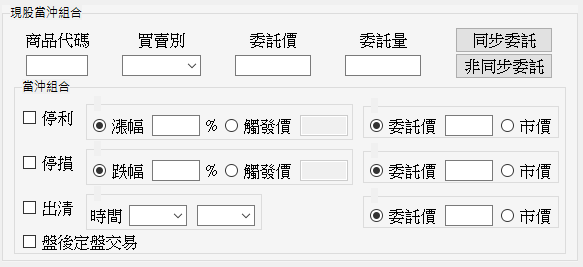 現股當沖組合
商品代碼 買賣別 委託價 委託量 同步委託
非同步委託
當沖組合
停利 漲幅 % 觸發價 委託價 市價
停損 跌幅 % 觸發價 委託價 市價
出清 時間 委託價 市價
盤後定盤交易